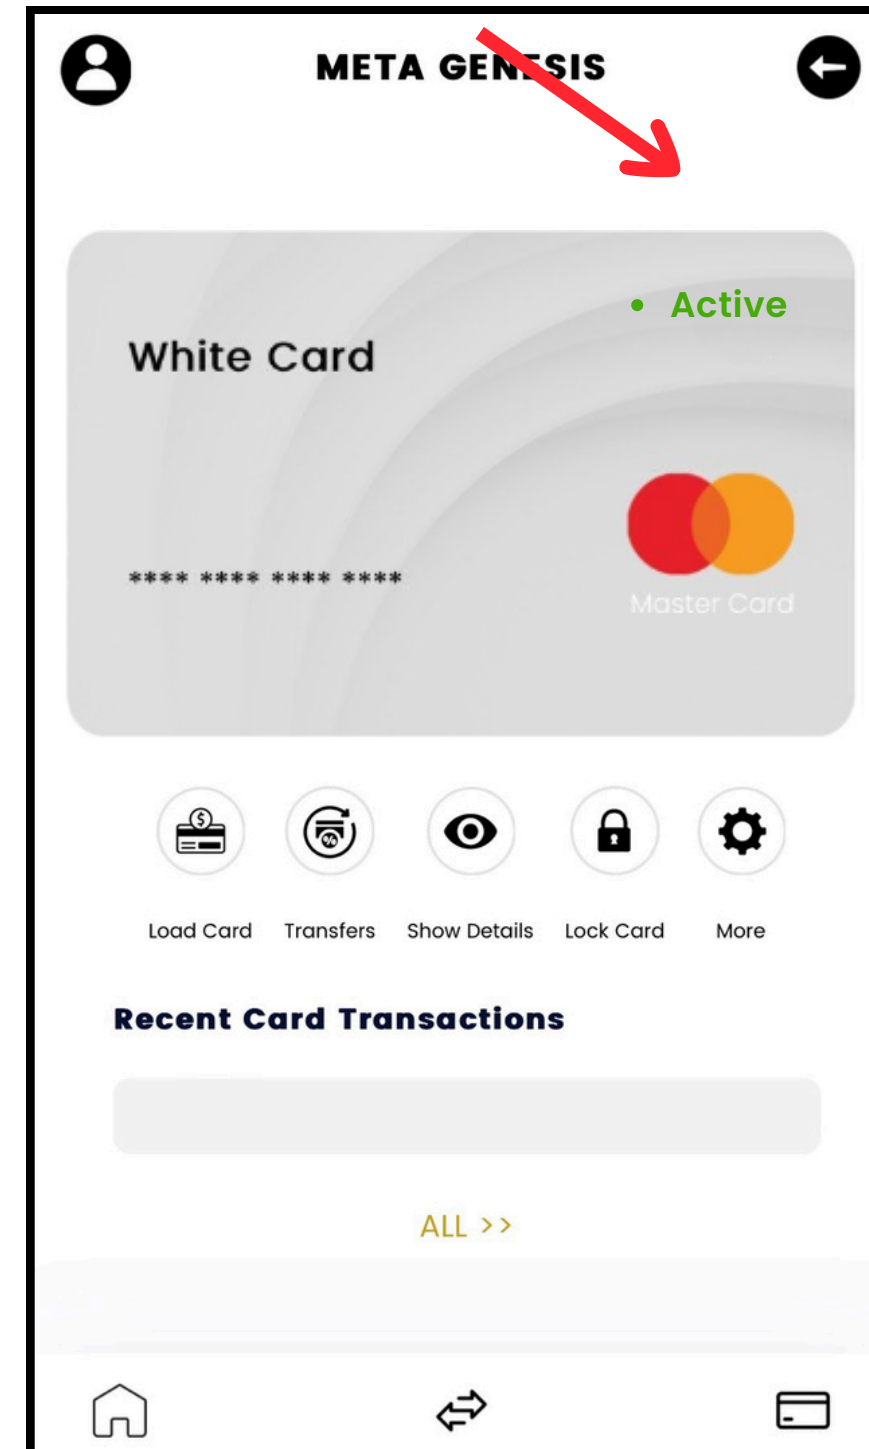 META GENESIS
• Active
White Card
**** **** **** ****
Master Card
Load Card Transfers Show Details Lock Card More
Recent Card Transactions
ALL >>